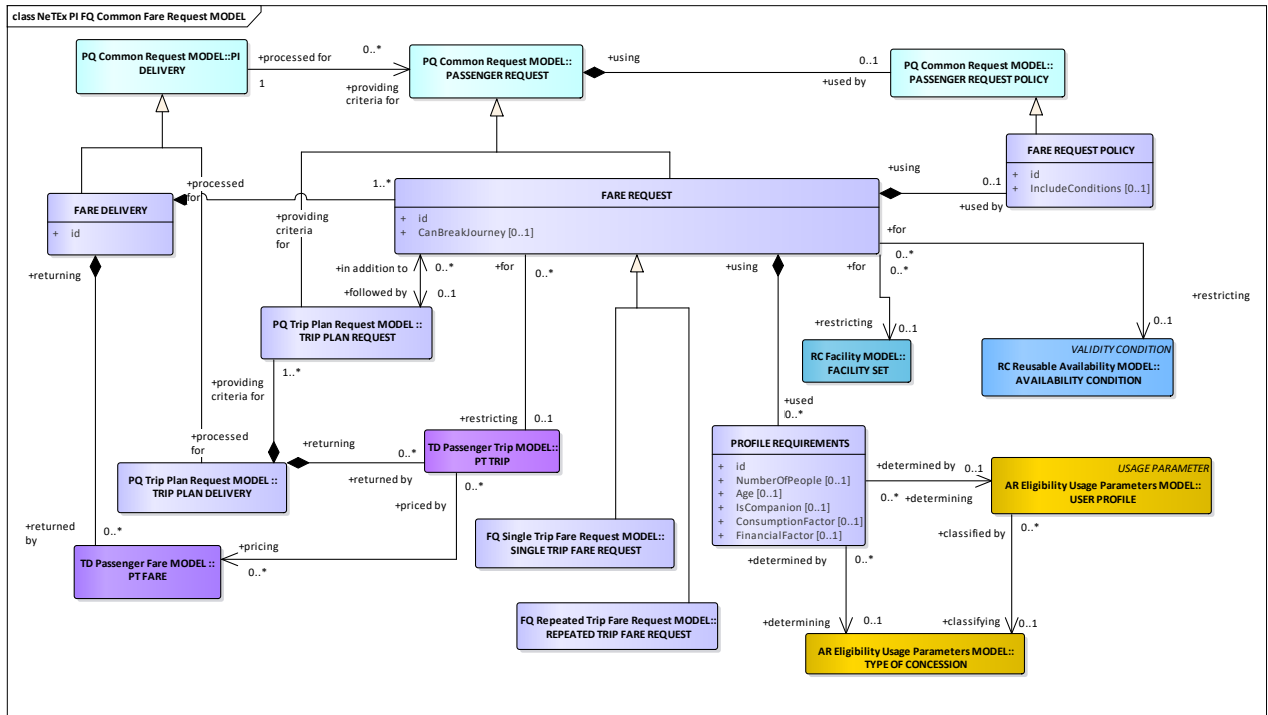 class NeTEx PI FQ Common Fare Request MODEL
PQ Common Request MODEL::PI
DELIVERY
+processed for
0..*
1
+providing
criteria for
PQ Common Request MODEL::
PASSENGER REQUEST
+using
0..1
+used by
PQ Common Request MODEL::
PASSENGER REQUEST POLICY
FARE REQUEST POLICY
+ id
+ IncludeConditions [0..1]
+using
0..1
+used by
+processed
for
1..*
FARE REQUEST
+ id
+ CanBreakJourney [0..1]
FARE DELIVERY
+ id
+providing
criteria
for
+for
0..*
+returning
+in addition to
0..*
+followed by
0..1
+for
0..*
+using
+for
0..*
+restricting
PQ Trip Plan Request MODEL ::
TRIP PLAN REQUEST
+restricting
0..1
0..1
RC Facility MODEL::
FACILITY SET
VALIDITY CONDITION
RC Reusable Availability MODEL::
AVAILABILITY CONDITION
1..*
+providing
criteria for
+used
0..*
+restricting
0..1
+processed
for
+returning
0..*
+returned by
TD Passenger Trip MODEL::
PT TRIP
PROFILE REQUIREMENTS
+ id
+ NumberOfPeople [0..1]
+ Age [0..1]
+ IsCompanion [0..1]
+ ConsumptionFactor [0..1]
+ FinancialFactor [0..1]
+determined by
0..1
0..*
+determining
USAGE PARAMETER
AR Eligibility Usage Parameters MODEL::
USER PROFILE
PQ Trip Plan Request MODEL ::
TRIP PLAN DELIVERY
0..*
+priced by
+returned
by
0..*
FQ Single Trip Fare Request MODEL::
SINGLE TRIP FARE REQUEST
0..*
+classified by
+pricing
0..*
TD Passenger Fare MODEL ::
PT FARE
0..*
+determined by
FQ Repeated Trip Fare Request MODEL::
REPEATED TRIP FARE REQUEST
+determining
0..1
+classifying
0..1
AR Eligibility Usage Parameters MODEL::
TYPE OF CONCESSION